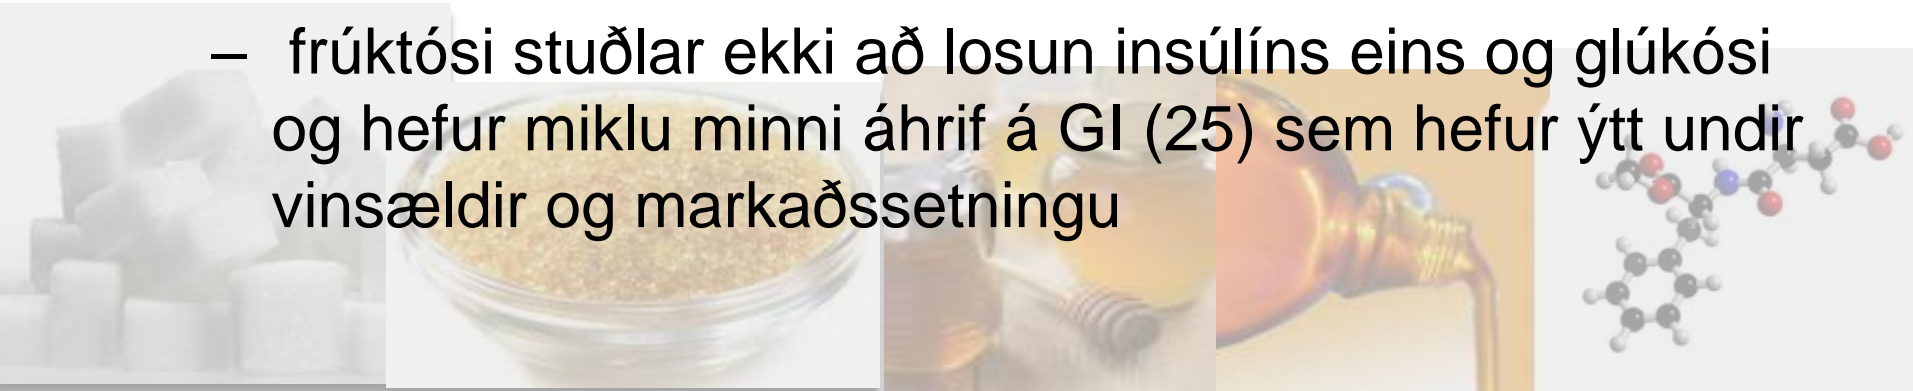 – frúktósi stuðlar ekki að losun insúlíns eins og glúkósi
og hefur miklu minni áhrif á GI (25) sem hefur ýtt undir
vinsældir og markaðssetningu